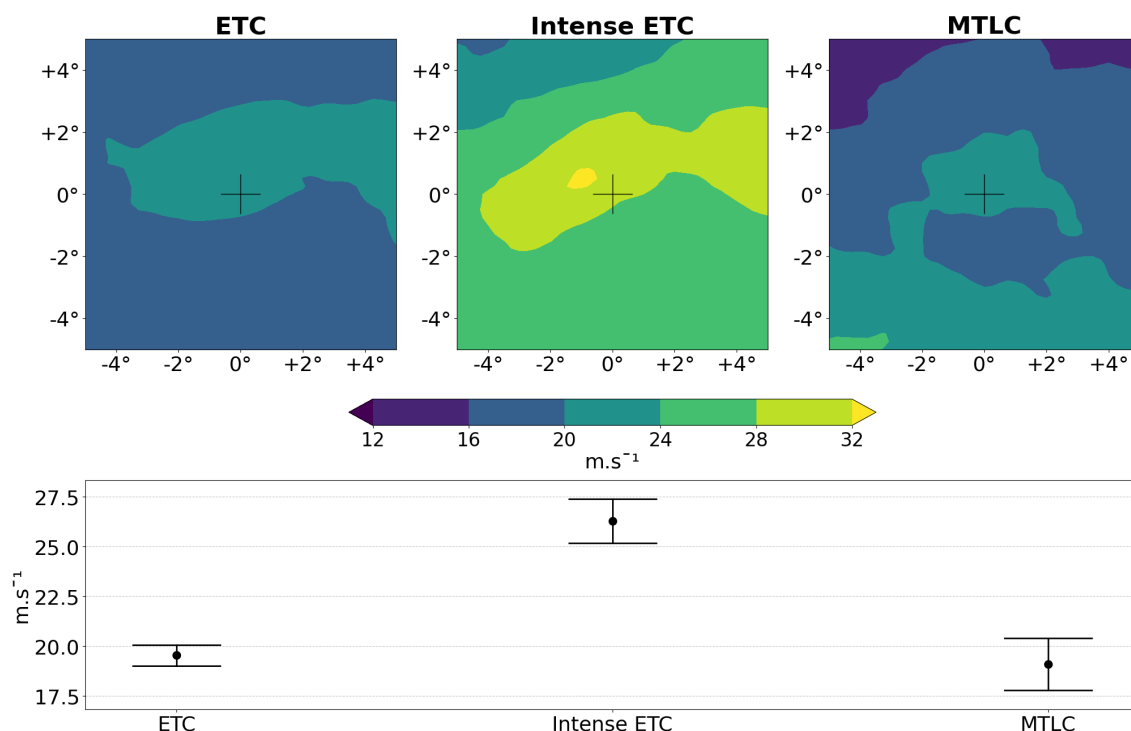 ETC
Intense ETC
MTLC
+4°
+2°
0°
-2°
-4°
-4° -2° 0° +2° +4°
+4°
+2°
0°
-2°
-4°
-4° -2° 0° +2° +4°
+4°
+2°
0°
-2°
-4°
-4° -2° 0° +2° +4°
12 16 20 24 28 32
m.s⁻¹
27.5
25.0
22.5
20.0
17.5
m.s⁻¹
ETC Intense ETC MTLC